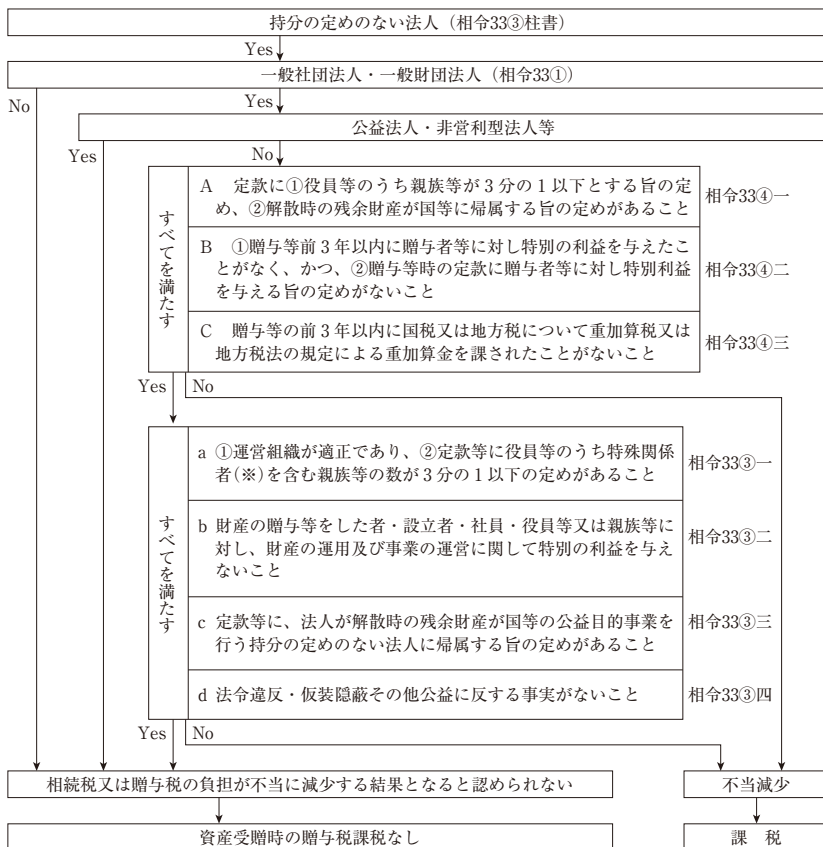 持分の定めのない法人（相令33③柱書）
Yes
一般社団法人・一般財団法人（相令33①）
No
Yes
公益法人・非営利型法人等
Yes
No
すべてを満たす
A　定款に①役員等のうち親族等が３分の１以下とする旨の定
め、②解散時の残余財産が国等に帰属する旨の定めがあること
相令33④一
B　①贈与等前３年以内に贈与者等に対し特別の利益を与えたこ
とがなく、かつ、②贈与等時の定款に贈与者等に対し特別利益
を与える旨の定めがないこと
相令33④二
C　贈与等の前３年以内に国税又は地方税について重加算税又は
地方税法の規定による重加算金を課されたことがないこと
相令33④三
Yes
No
すべてを満たす
a ①運営組織が適正であり、②定款等に役員等のうち特殊関係
者(※)を含む親族等の数が３分の１以下の定めがあること
相令33③一
b 財産の贈与等をした者・設立者・社員・役員等又は親族等に
対し、財産の運用及び事業の運営に関して特別の利益を与え
ないこと
相令33③二
c 定款等に、法人が解散時の残余財産が国等の公益目的事業を
行う持分の定めのない法人に帰属する旨の定めがあること
相令33③三
d 法令違反・仮装隠蔽その他公益に反する事実がないこと
相令33③四
Yes
No
相続税又は贈与税の負担が不当に減少する結果となると認められない
不当減少
資産受贈時の贈与税課税なし
課　税